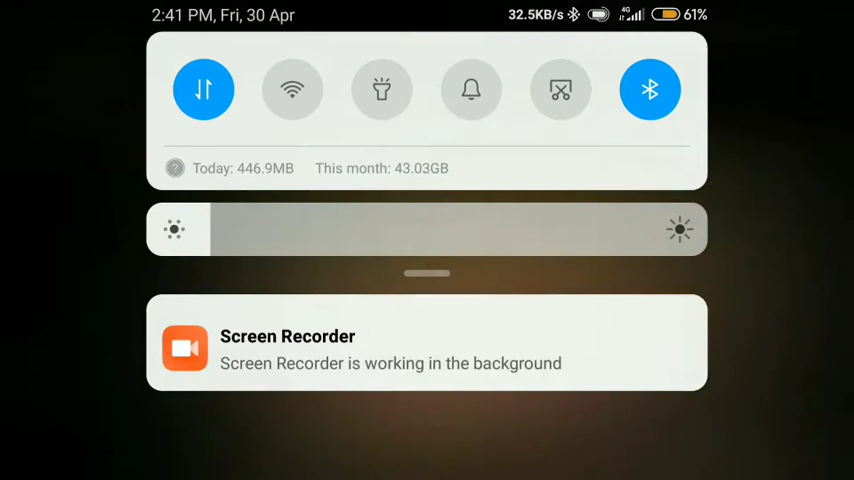 2:41 PM, Fri, 30 Apr 32.5KB/s 4G 61%
Today: 446.9MB This month: 43.03GB
Screen Recorder
Screen Recorder is working in the background